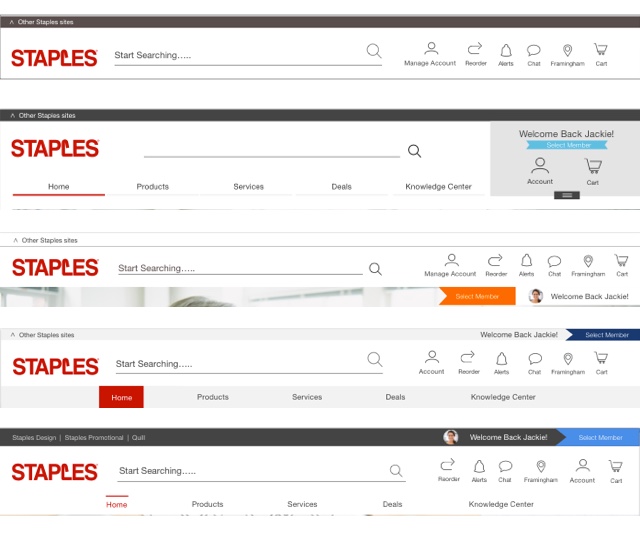 ^ Other Staples sites
STAPLES
Start Searching.....
Manage Account Reorder Alerts Chat Framingham Cart
^ Other Staples sites
STAPLES
Welcome Back Jackie!
Select Member
Account Cart
Home Products Services Deals Knowledge Center
^ Other Staples sites
STAPLES
Start Searching.....
Manage Account Reorder Alerts Chat Framingham Cart
Select Member Welcome Back Jackie!
^ Other Staples sites Welcome Back Jackie! Select Member
STAPLES
Start Searching.....
Account Reorder Alerts Chat Framingham Cart
Home Products Services Deals Knowledge Center
Staples Design | Staples Promotional | Quill Welcome Back Jackie! Select Member
STAPLES
Start Searching.....
Reorder Alerts Chat Framingham Account Cart
Home Products Services Deals Knowledge Center